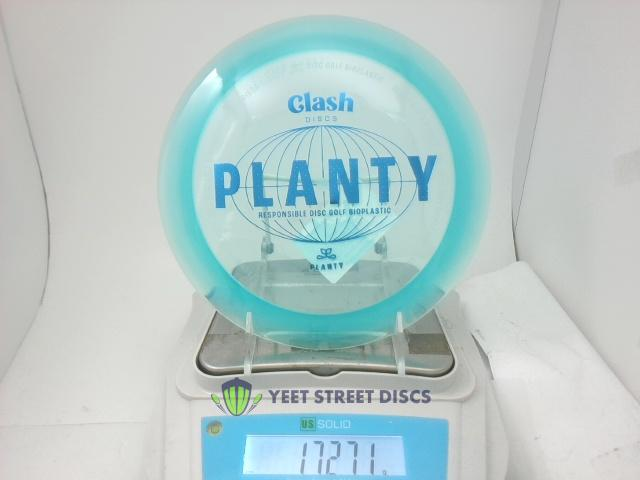 Clash
DISCS
PLANTY
RESPONSIBLE DISC GOLF BIOPLASTIC
PLANTY
YEET STREET DISCS
US SOLID
172.71 g